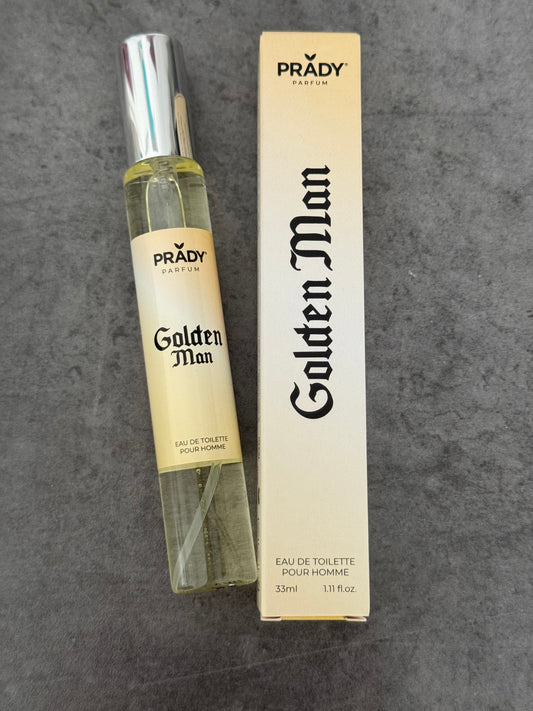 PRADY®
PARFUM
Golden
Man
EAU DE TOILETTE
POUR HOMME
PRADY®
PARFUM
Golden Man
EAU DE TOILETTE
POUR HOMME
33ml 1.11 fl.oz.